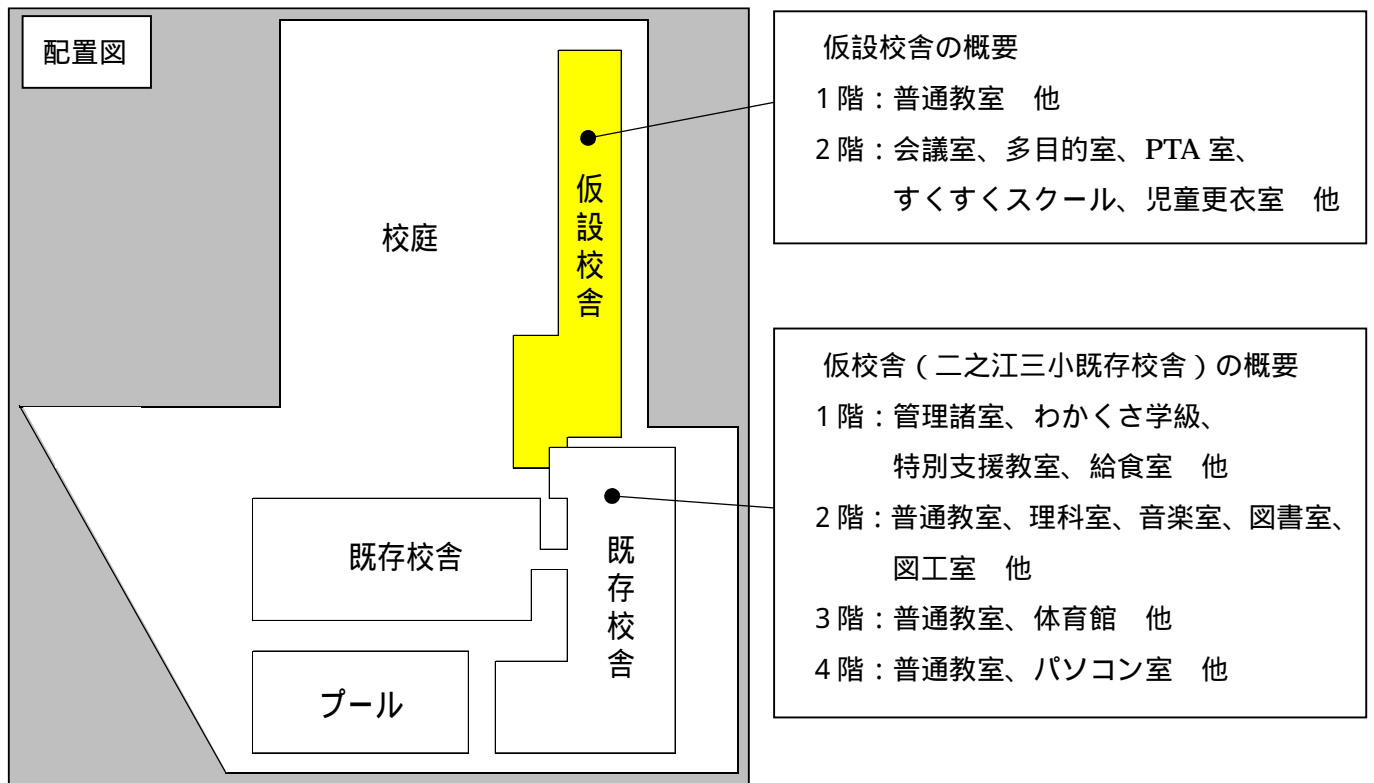 配置図
校庭
仮設校舎
既存校舎
既存校舎
プール
仮設校舎の概要
1階：普通教室　他
2階：会議室、多目的室、PTA 室、
すくすくスクール、児童更衣室　他
仮校舎（二之江三小既存校舎）の概要
1階：管理諸室、わかくさ学級、
特別支援教室、給食室　他
2階：普通教室、理科室、音楽室、図書室、
図工室　他
3階：普通教室、体育館　他
4階：普通教室、パソコン室　他